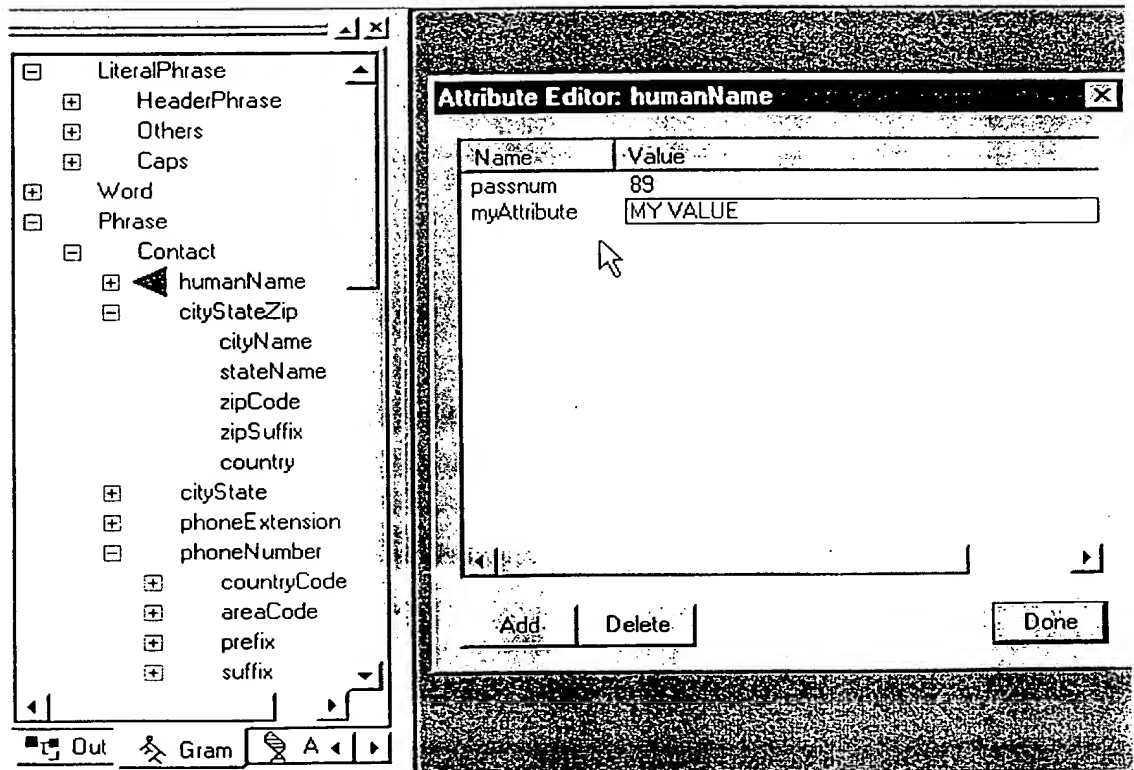 LiteralPhrase
HeaderPhrase
Others
Caps
Word
Phrase
Contact
humanName
cityStateZip
cityName
stateName
zipCode
zipSuffix
country
cityState
phoneExtension
phoneNumber
countryCode
areaCode
prefix
suffix
Out Gram A
Attribute Editor: humanName
Name Value
passnum 89
myAttribute MY VALUE
Add Delete Done